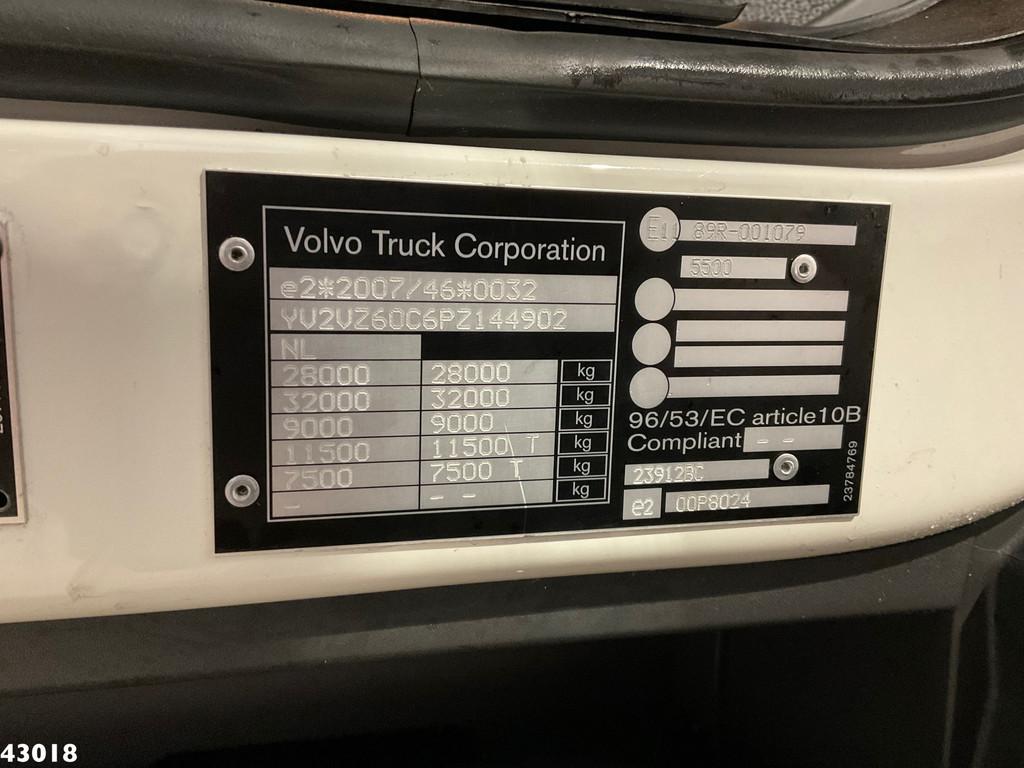 Volvo Truck Corporation
e2*2007/46*0032
YV2VZ60C6PZ144902
NL
28000 28000 kg
32000 32000 kg
9000 9000 kg
11500 11500 T kg
7500 7500 T kg
- - - kg
E11 89R-001079
5500
96/53/EC article10B
Compliant - -
23912BC
e2 00P8024
23784769
43018